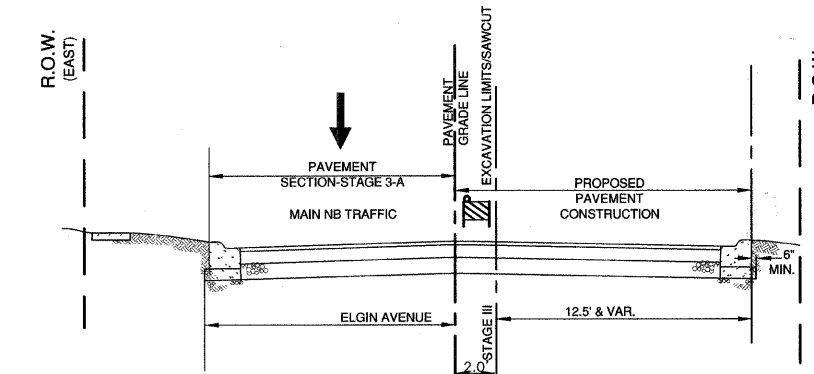 R.O.W.
(EAST)
PAVEMENT
GRADE LINE
EXCAVATION LIMITS/SAWCUT
PAVEMENT
SECTION-STAGE 3-A
MAIN NB TRAFFIC
PROPOSED
PAVEMENT
CONSTRUCTION
6"
MIN.
ELGIN AVENUE
STAGE III
12.5' & VAR.
2.0'